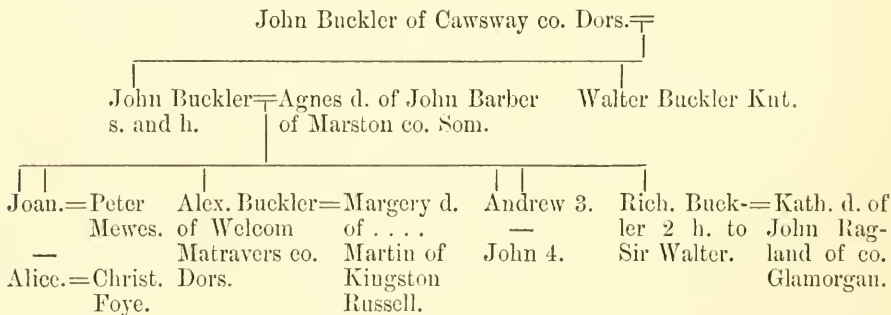 John Buckler of Cawsway co. Dors.=
John Buckler=Agnes d. of John Barber Walter Buckler Knt.
s. and h. of Marston co. Som.
Joan.=Peter Alex. Buckler=Margery d. Andrew 3. Rich. Buck-=Kath. d. of
Mewes. of Welcom of .... — ler 2 h. to John Rag-
— Matravers co. Martin of John 4. Sir Walter. land of co.
Alice.=Christ. Dors. Kingston Glamorgan.
Foye. Russell.